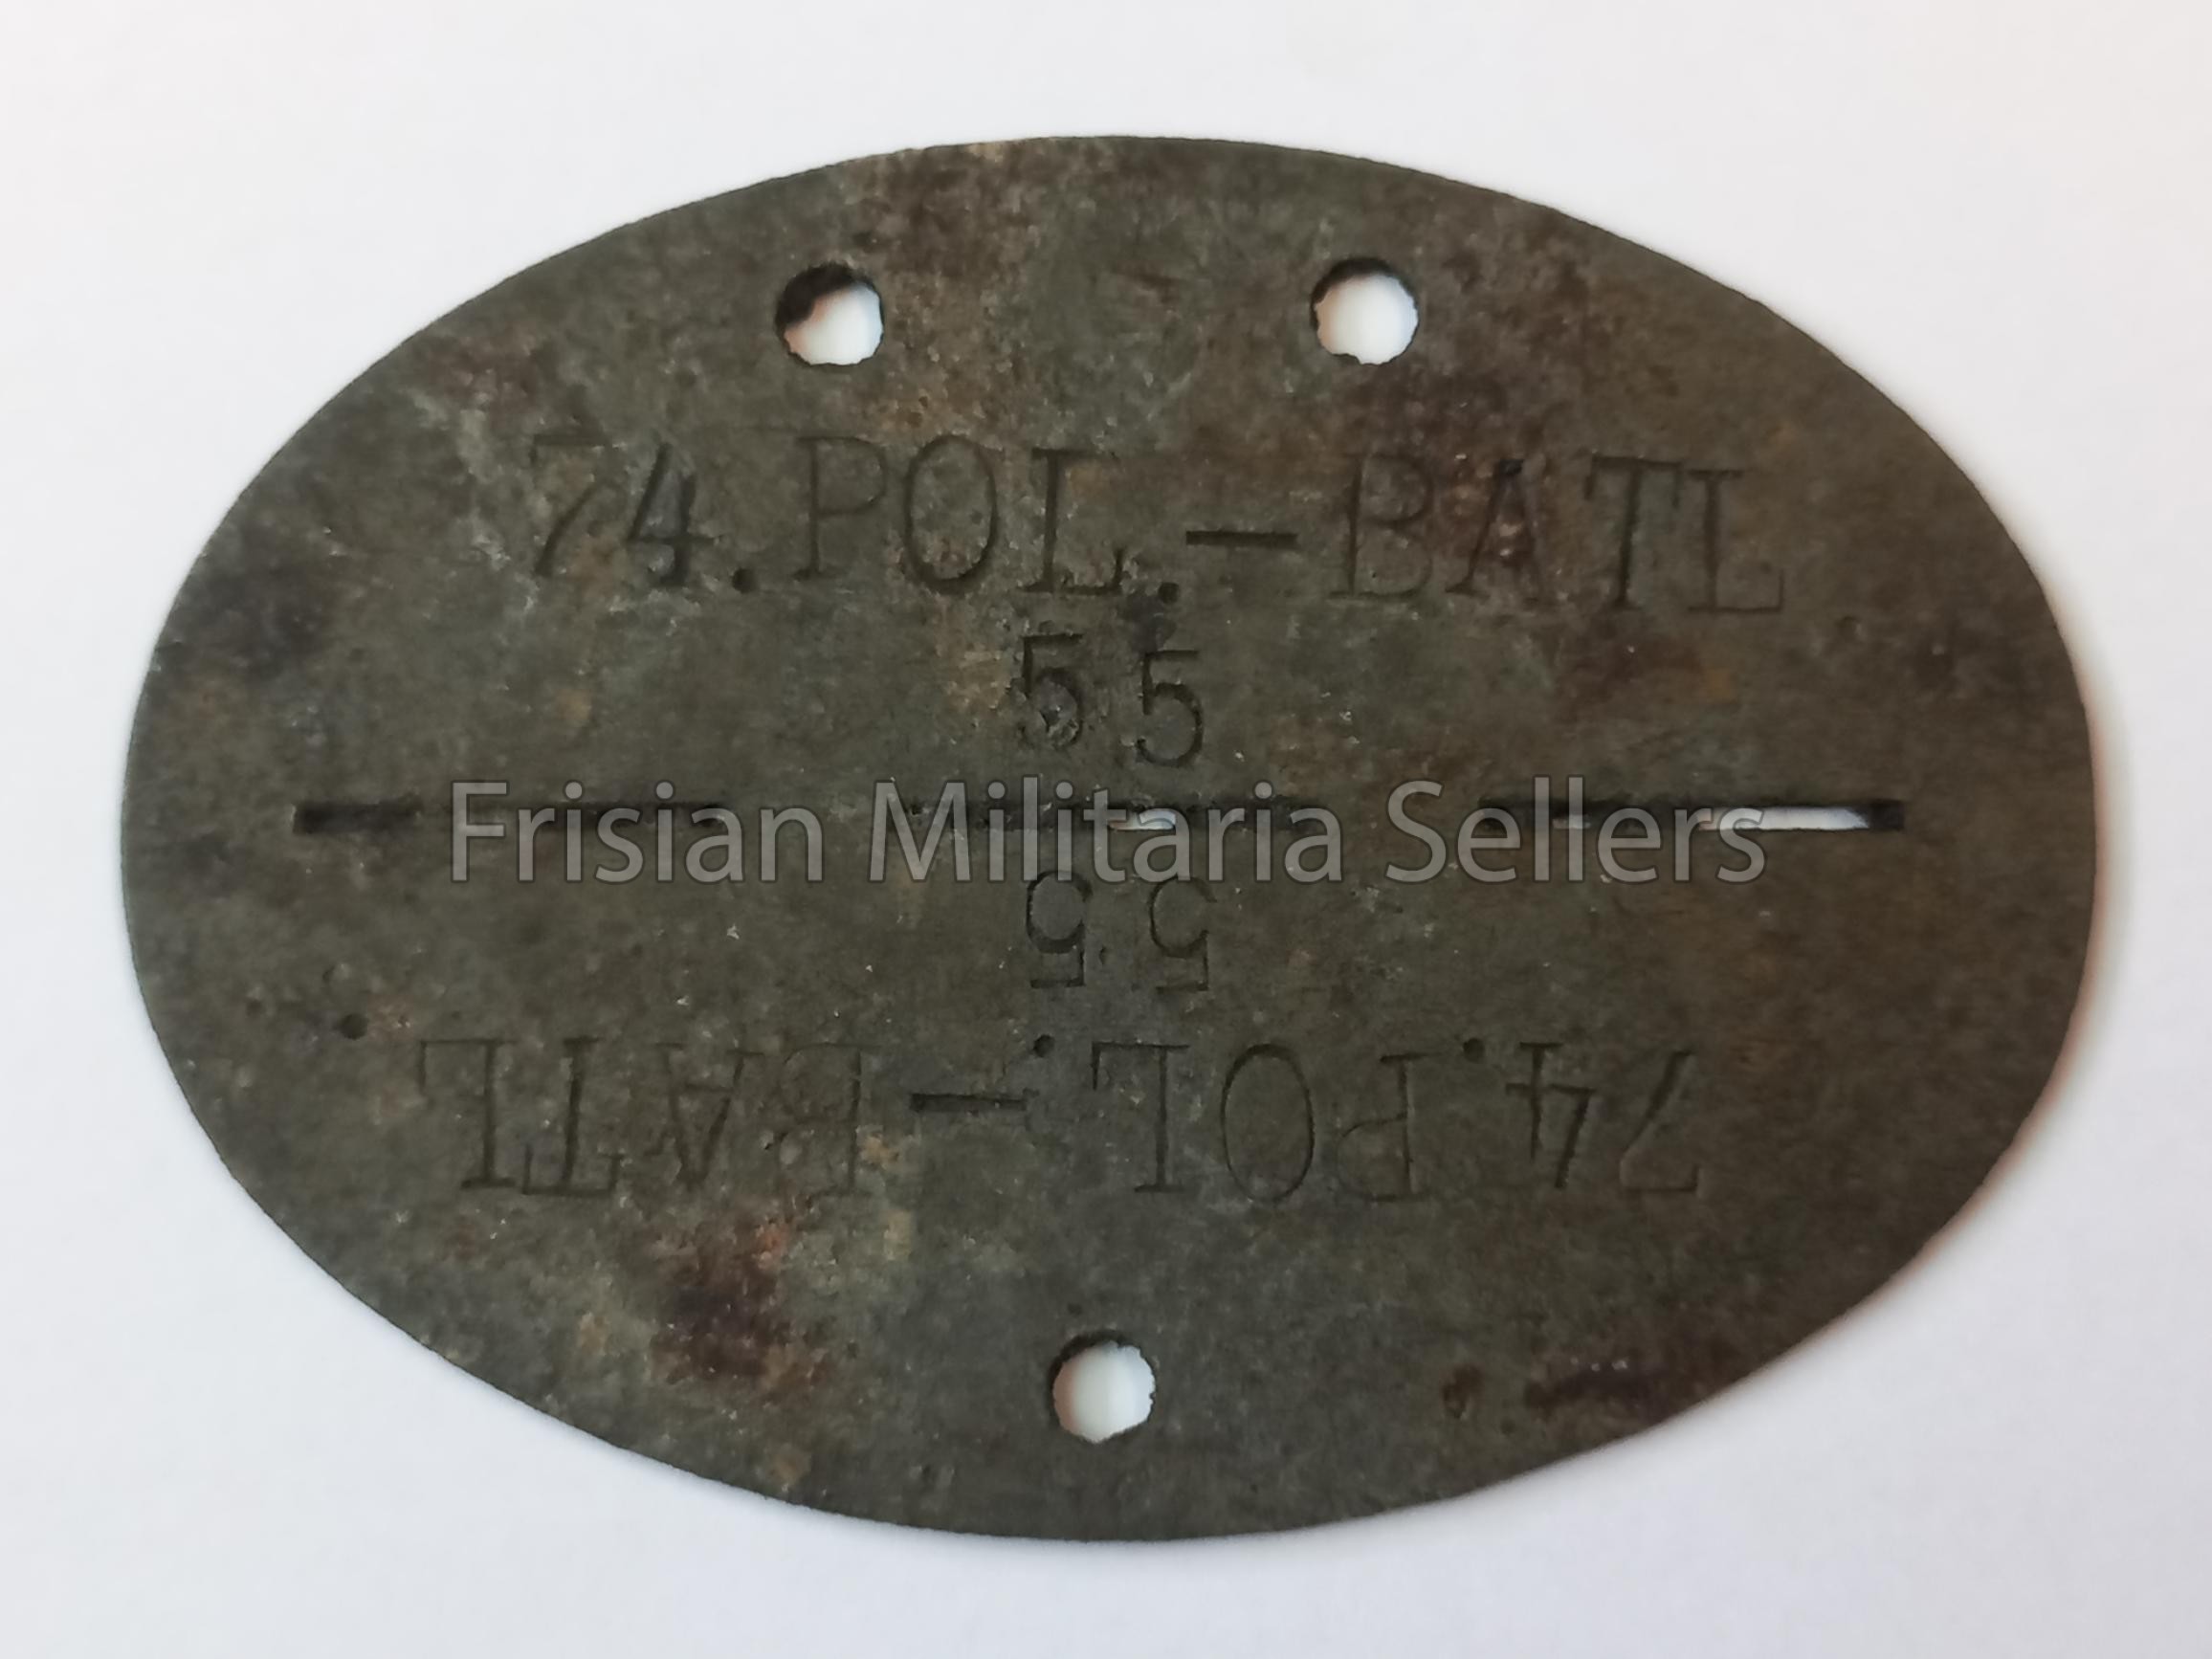 74.POL.-BATL.
55
Frisian Militaria Sellers
55
74.POL.-BATL.